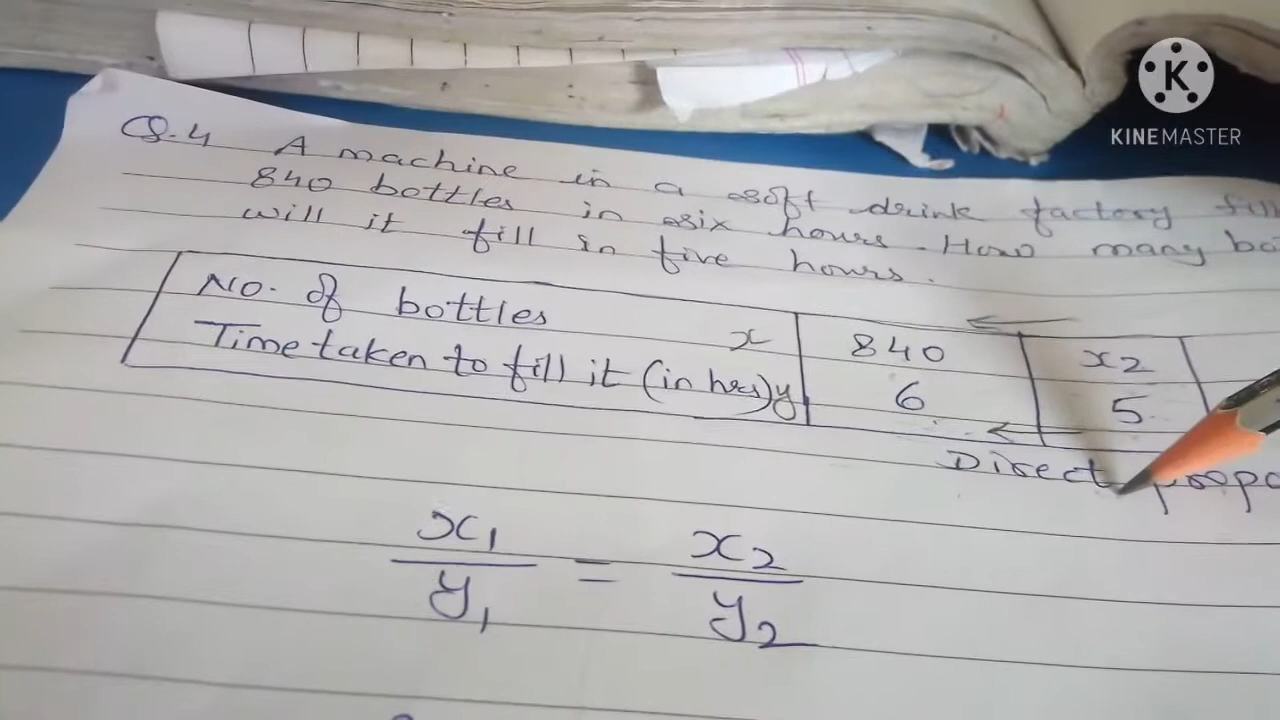 Q.4 A machine in a soft drink factory fill
840 bottles in six hours. How many bo
will it fill in five hours.
No. of bottles x 840 x2
Time taken to fill it (in hrs) y 6 5
Direct propo
x1/y1 = x2/y2
KINEMASTER